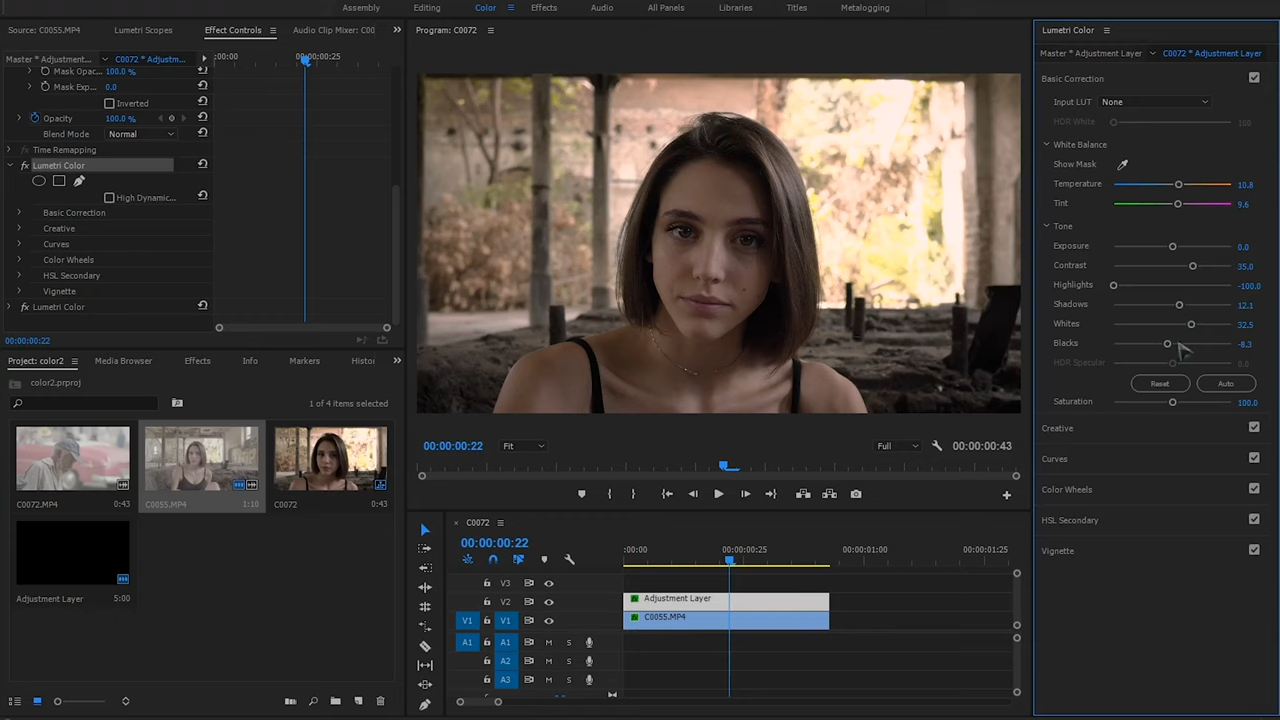 Assembly Editing Color Effects Audio All Panels Libraries Titles Metalogging
Source: C0055.MP4 Lumetri Scopes Effect Controls Audio Clip Mixer: C00
Master * Adjustment... C0072 * Adjustm... :00:00 00:00:00:25
Mask Opac... 100.0 %
Mask Exp... 0.0
Inverted
Opacity 100.0 %
Blend Mode Normal
Time Remapping
fx Lumetri Color
High Dynamic...
Basic Correction
Creative
Curves
Color Wheels
HSL Secondary
Vignette
fx Lumetri Color
00:00:00:22
Project: color2 Media Browser Effects Info Markers Histor
color2.prproj
1 of 4 items selected
C0072.MP4 0:43
C0055.MP4 1:10
C0072 0:43
Adjustment Layer 5:00
Program: C0072
00:00:00:22 Fit Full 00:00:00:43
C0072
00:00:00:22
:00:00 00:00:00:25 00:00:01:00 00:00:01:25
V3
V2 Adjustment Layer
V1 V1 C0055.MP4
A1 A1 M S
A2 M S
A3 M S
Lumetri Color
Master * Adjustment Layer C0072 * Adjustment Layer
Basic Correction
Input LUT None
HDR White 100
White Balance
Show Mask
Temperature 10.8
Tint 9.6
Tone
Exposure 0.0
Contrast 35.0
Highlights -100.0
Shadows 12.1
Whites 32.5
Blacks -8.3
HDR Specular 0.0
Reset Auto
Saturation 100.0
Creative
Curves
Color Wheels
HSL Secondary
Vignette